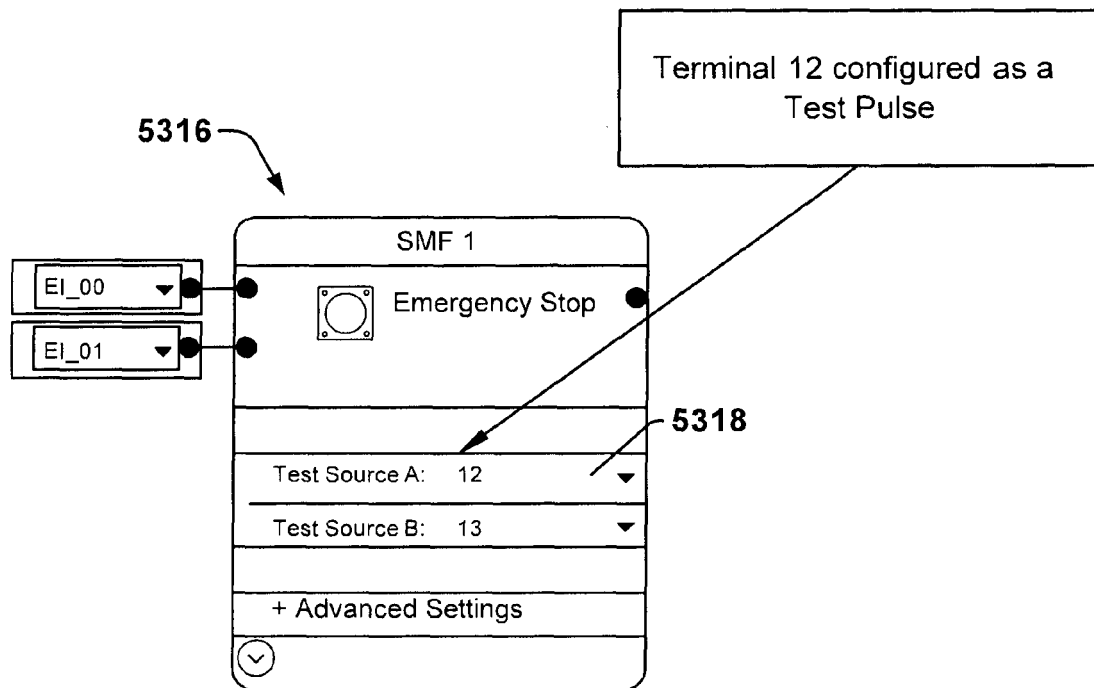 Terminal 12 configured as a
Test Pulse
5316
SMF 1
EI_00
Emergency Stop
EI_01
5318
Test Source A: 12
Test Source B: 13
+ Advanced Settings